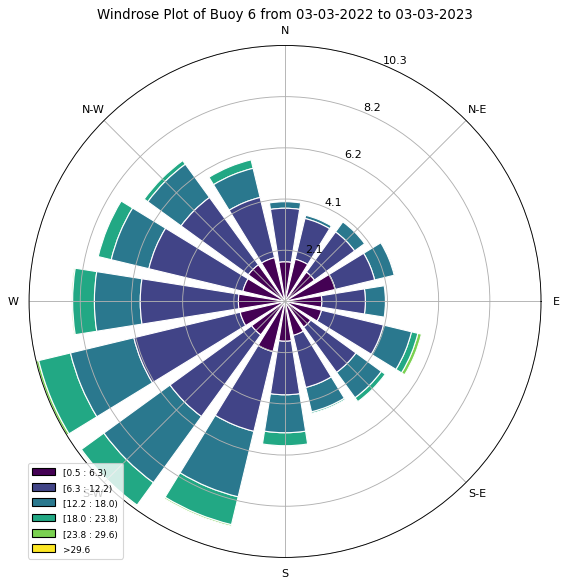 Windrose Plot of Buoy 6 from 03-03-2022 to 03-03-2023
N
10.3
N-W
8.2
N-E
6.2
4.1
2.1
W
E
[0.5 : 6.3)
[6.3 : 12.2)
[12.2 : 18.0)
S-W
S-E
[18.0 : 23.8)
[23.8 : 29.6)
>29.6
S